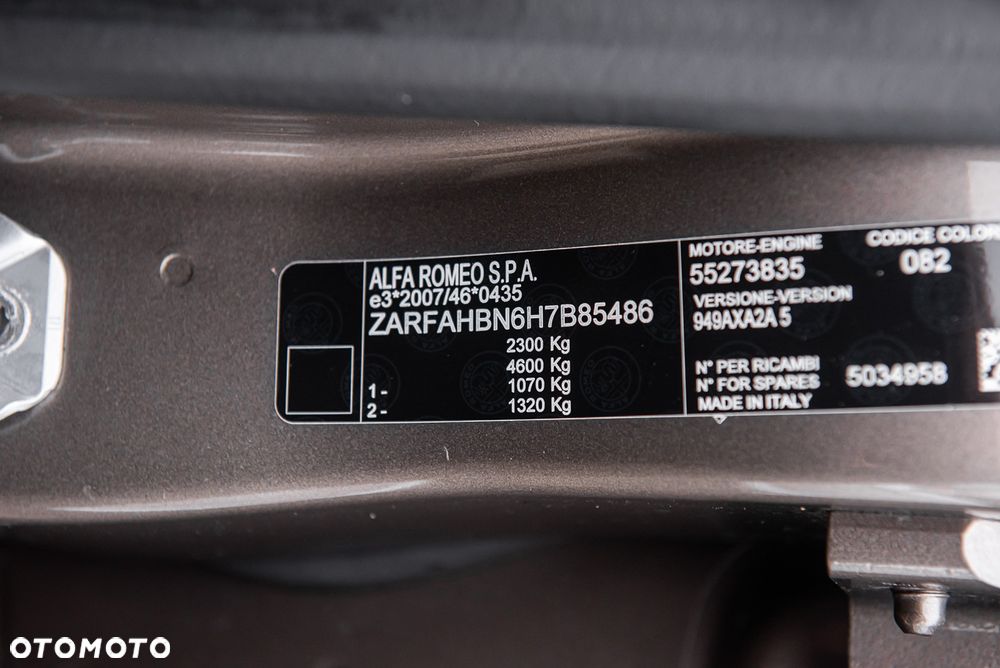 ALFA ROMEO S.P.A.
e3*2007/46*0435
ZARFAHBN6H7B85486
2300 Kg
4600 Kg
1 - 1070 Kg
2 - 1320 Kg
MOTORE-ENGINE
55273835
CODICE COLOR
082
VERSIONE-VERSION
949AXA2A 5
N° PER RICAMBI
N° FOR SPARES
5034958
MADE IN ITALY
OTOMOTO